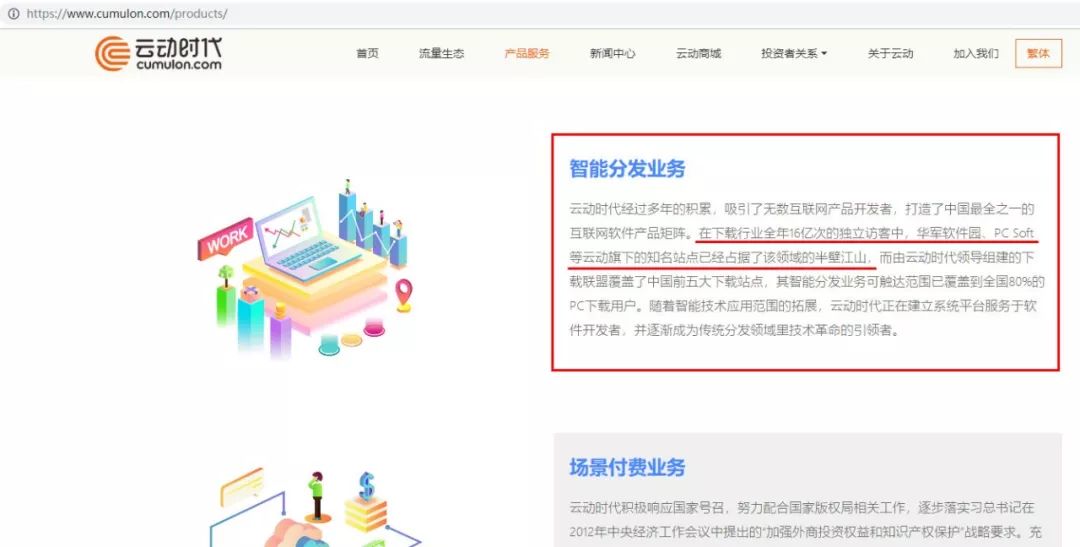 https://www.cumulon.com/products/
云动时代
cumulon.com
首页 流量生态 产品服务 新闻中心 云动商城 投资者关系 关于云动 加入我们 繁体
WORK
智能分发业务
云动时代经过多年的积累，吸引了无数互联网产品开发者，打造了中国最全之一的
互联网软件产品矩阵。在下载行业全年16亿次的独立访客中，华军软件园、PC Soft
等云动旗下的知名站点已经占据了该领域的半壁江山，而由云动时代领导组建的下
载联盟覆盖了中国前五大下载站点，其智能分发业务可触达范围已覆盖到全国80%的
PC下载用户。随着智能技术应用范围的拓展，云动时代正在建立系统平台服务于软
件开发者，并逐渐成为传统分发领域里技术革命的引领者。
场景付费业务
云动时代积极响应国家号召，努力配合国家版权局相关工作，逐步落实习总书记在
2012年中央经济工作会议中提出的“加强外商投资权益和知识产权保护”战略要求。充